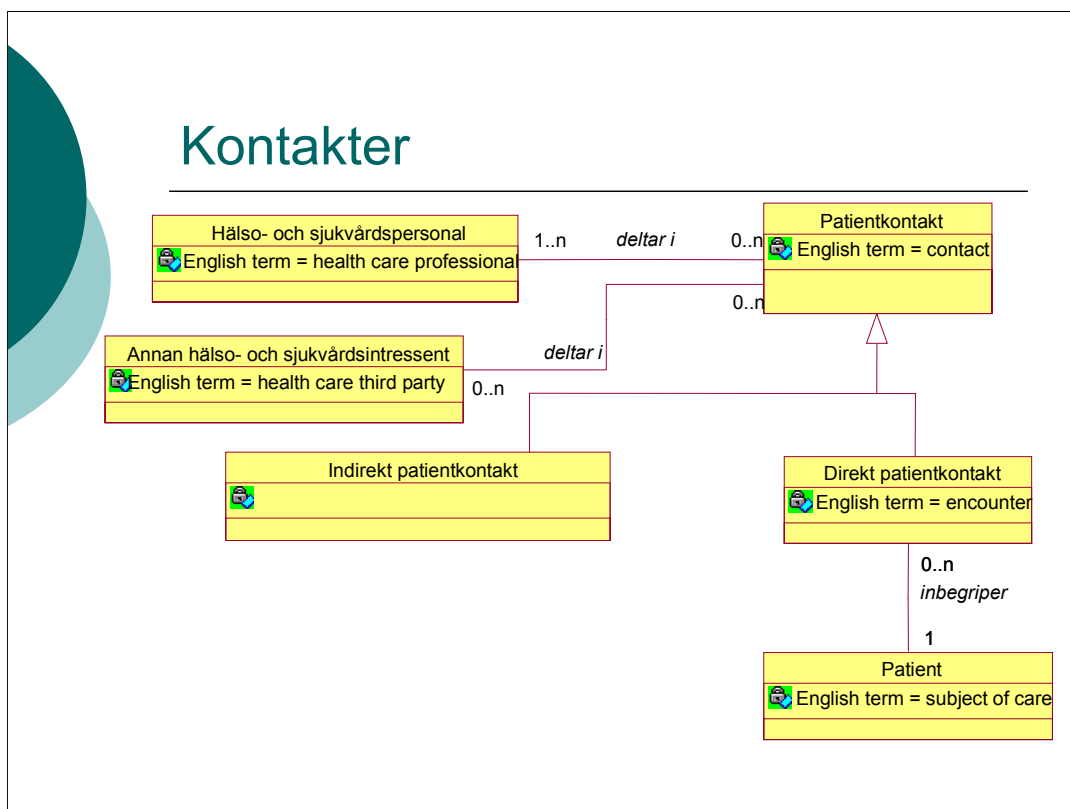 Kontakter
Hälso- och sjukvårdspersonal
English term = health care professional
1..n
deltar i
0..n
Patientkontakt
English term = contact
0..n
Annan hälso- och sjukvårdsintressent
English term = health care third party
deltar i
0..n
Indirekt patientkontakt
Direkt patientkontakt
English term = encounter
0..n
inbegriper
1
Patient
English term = subject of care